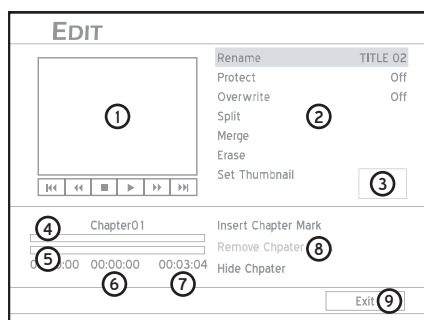 EDIT
1
Rename TITLE 02
Protect Off
Overwrite Off
Split
2
Merge
Erase
Set Thumbnail
3
4 Chapter01
Insert Chapter Mark
Remove Chpater
8
5
00:00:00 00:03:04
Hide Chpater
6 7
Exit 9